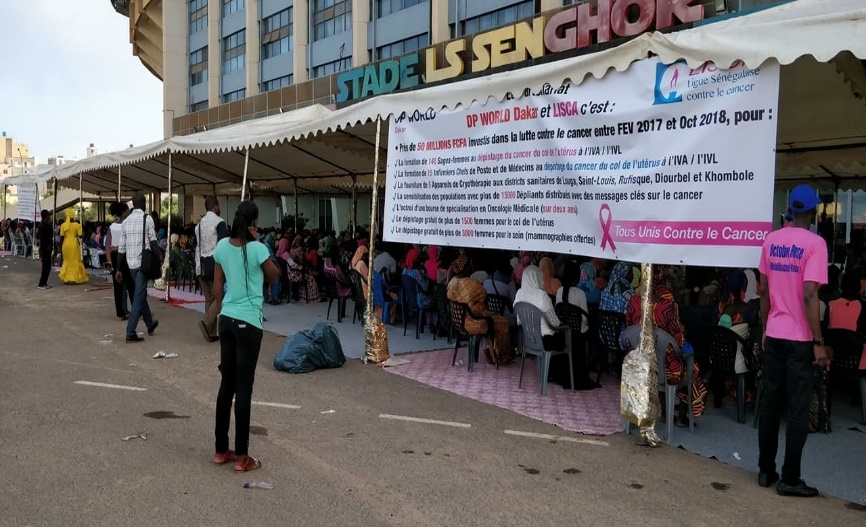 STADE LS SENGHOR
LISCA
Ligue Sénégalaise
contre le cancer
DP WORLD
Dakar
DP WORLD Dakar et LISCA c'est :
• Près de 50 MILLIONS FCFA investis dans la lutte contre le cancer entre FEV 2017 et Oct 2018, pour :
✓ La formation de 145 Sages-femmes au dépistage du cancer du col de l'utérus à l'IVA / l'IVL
✓ La formation de 15 Infirmiers Chefs de Poste et de Médecins au dépistage du cancer du col de l'utérus à l'IVA / l'IVL
✓ La fourniture de 5 Appareils de Cryothérapie aux districts sanitaires de Louga, Saint-Louis, Rufisque, Diourbel et Khombole
✓ La sensibilisation des populations avec plus de 15000 Dépliants distribués avec des messages clés sur le cancer
✓ L'octroi d'une bourse de spécialisation en Oncologie Médicale (sur deux ans)
✓ Le dépistage gratuit de plus de 1500 femmes pour le col de l'utérus
✓ Le dépistage gratuit de plus de 3000 femmes pour le sein (mammographies offertes)
Tous Unis Contre le Cancer
Octobre Rose